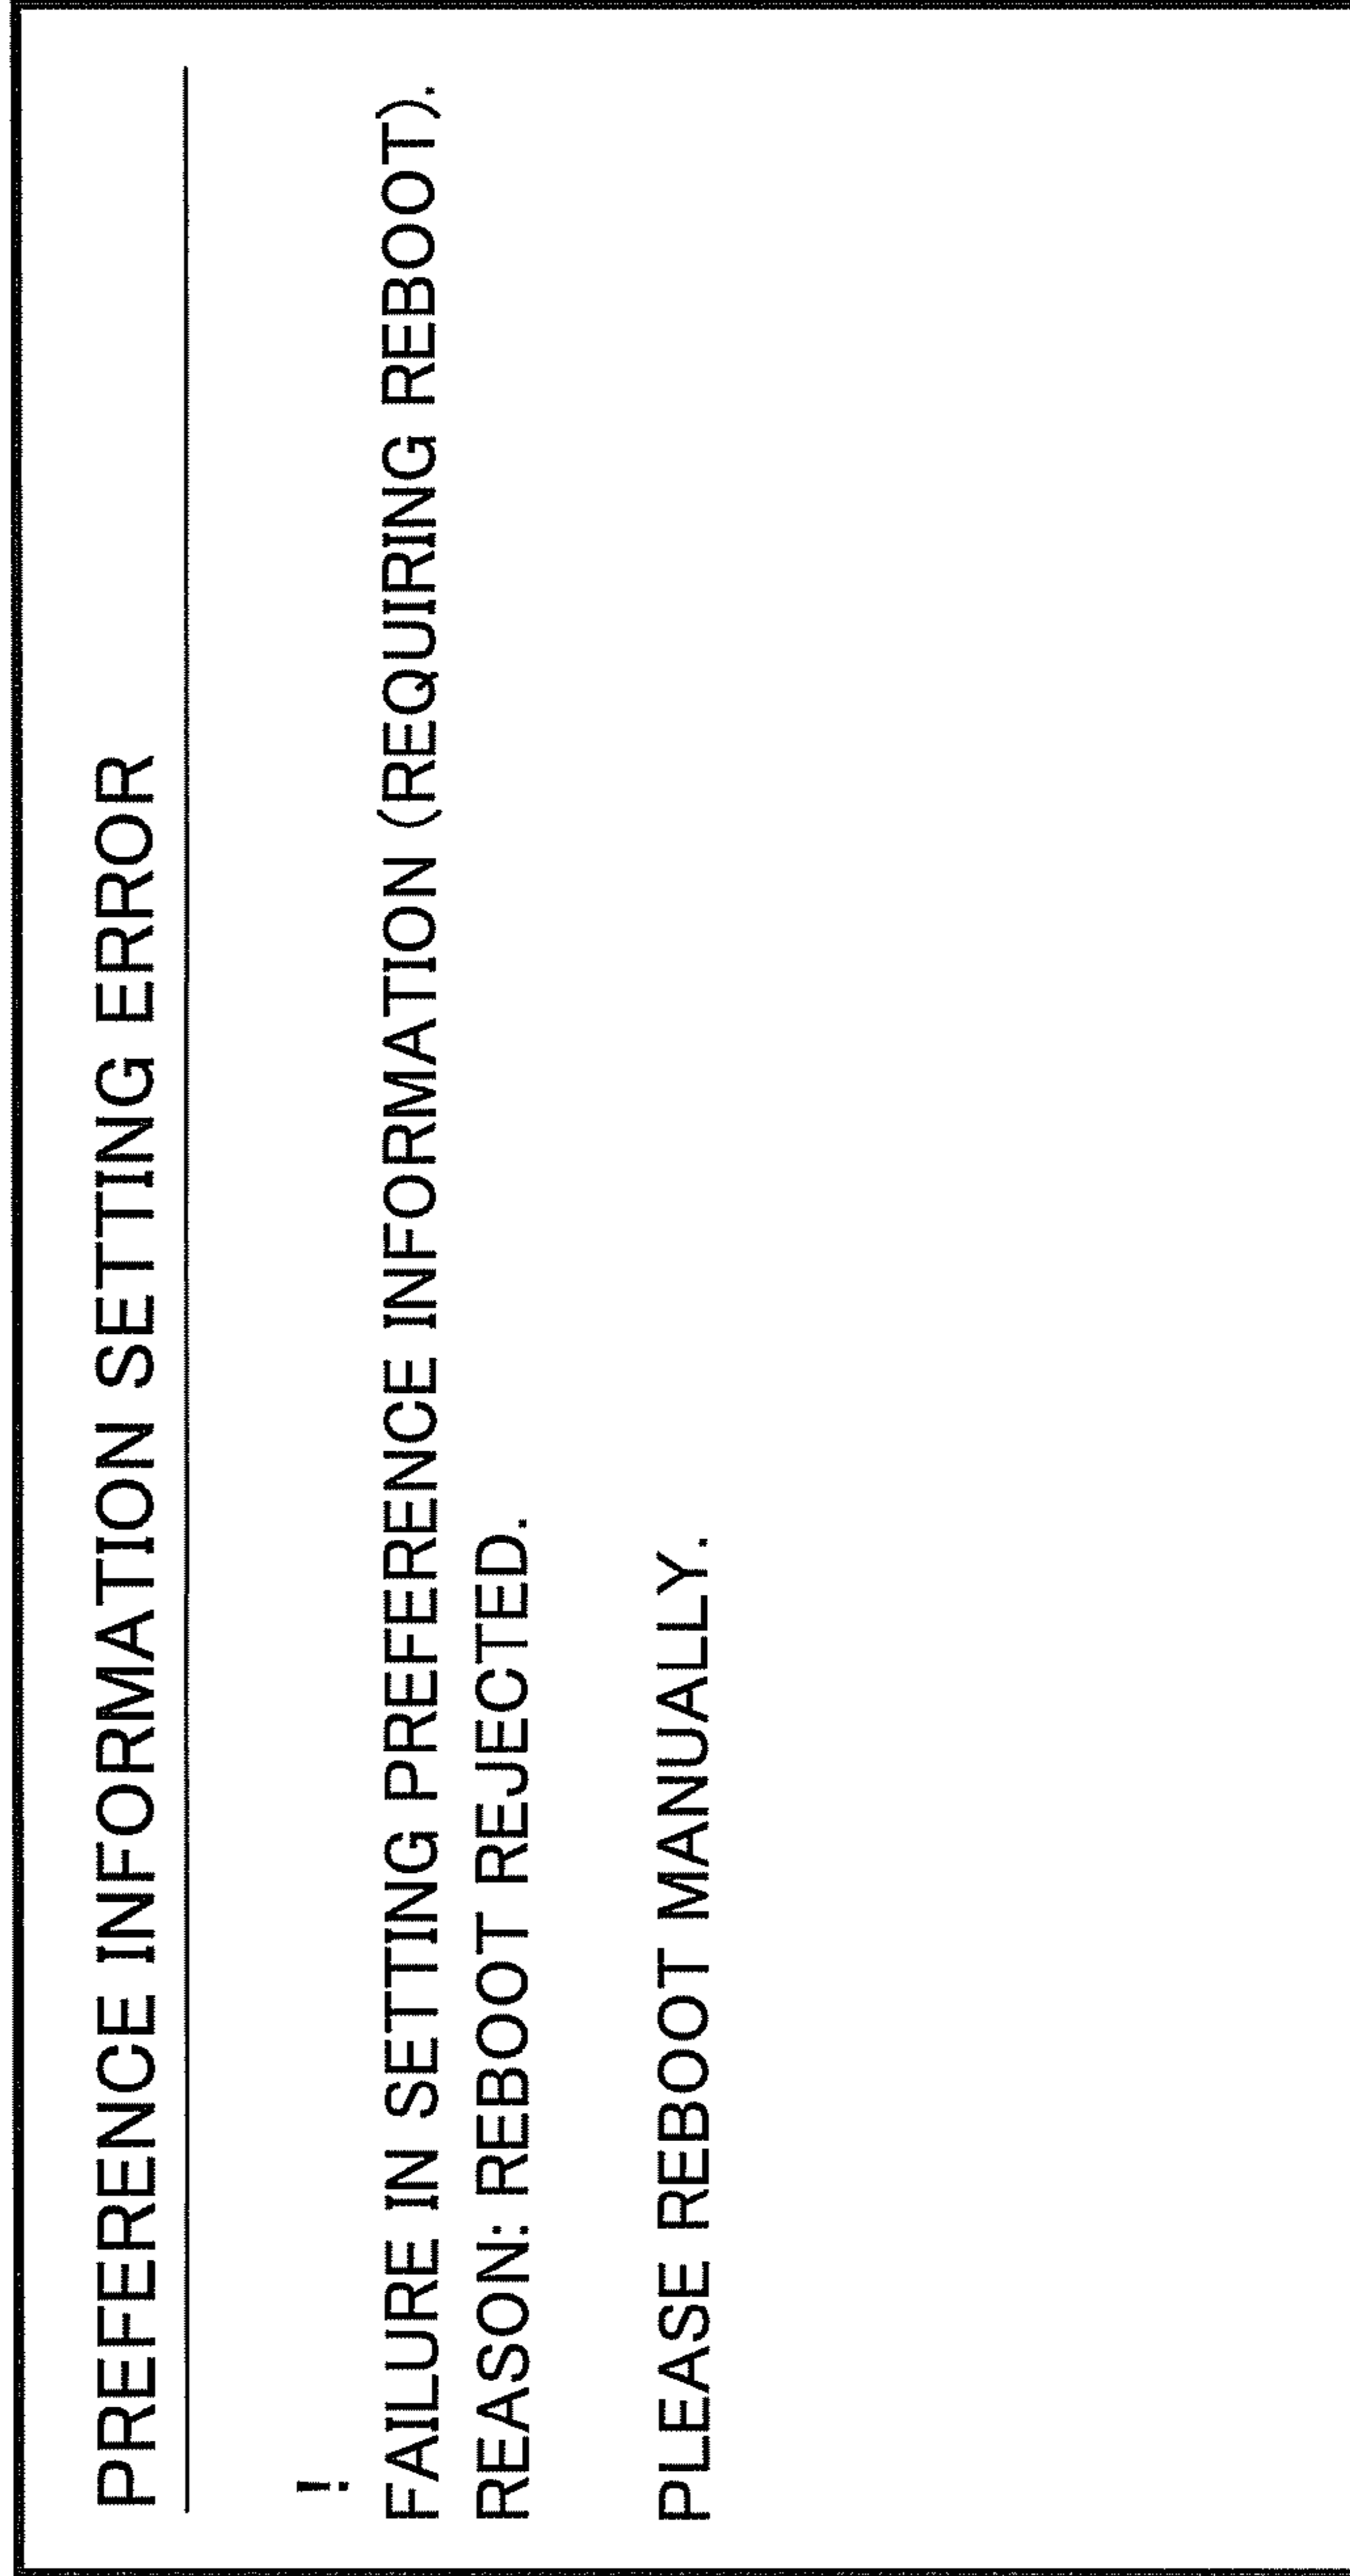 PREFERENCE INFORMATION SETTING ERROR
!
FAILURE IN SETTING PREFERENCE INFORMATION (REQUIRING REBOOT).
REASON: REBOOT REJECTED.
PLEASE REBOOT MANUALLY.